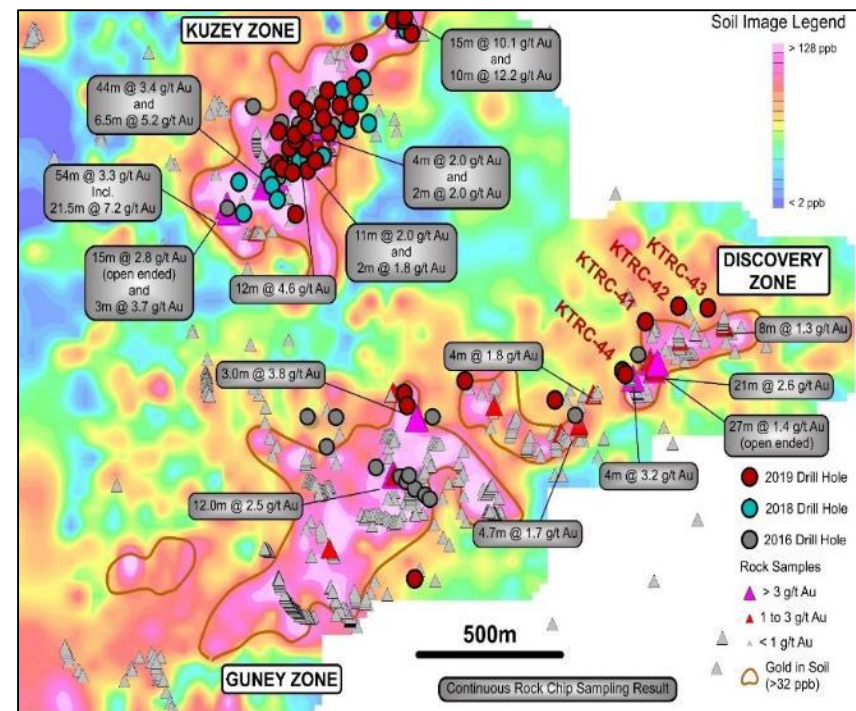 KUZEY ZONE
Soil Image Legend
> 128 ppb
< 2 ppb
15m @ 10.1 g/t Au
and
10m @ 12.2 g/t Au
44m @ 3.4 g/t Au
and
6.5m @ 5.2 g/t Au
4m @ 2.0 g/t Au
and
2m @ 2.0 g/t Au
54m @ 3.3 g/t Au
Incl.
21.5m @ 7.2 g/t Au
11m @ 2.0 g/t Au
and
2m @ 1.8 g/t Au
15m @ 2.8 g/t Au
(open ended)
and
3m @ 3.7 g/t Au
12m @ 4.6 g/t Au
KTRC-43
KTRC-42
KTRC-41
KTRC-44
DISCOVERY
ZONE
8m @ 1.3 g/t Au
4m @ 1.8 g/t Au
3.0m @ 3.8 g/t Au
21m @ 2.6 g/t Au
27m @ 1.4 g/t Au
(open ended)
4m @ 3.2 g/t Au
12.0m @ 2.5 g/t Au
4.7m @ 1.7 g/t Au
2019 Drill Hole
2018 Drill Hole
2016 Drill Hole
Rock Samples
> 3 g/t Au
1 to 3 g/t Au
< 1 g/t Au
Gold in Soil
(>32 ppb)
500m
GUNEY ZONE
Continuous Rock Chip Sampling Result